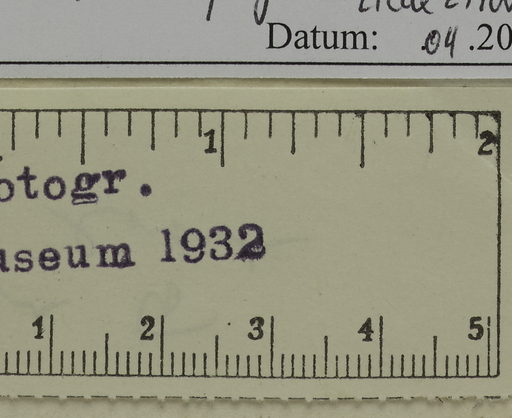 Datum: .04.20
1 2
otogr.
useum 1932
1 2 3 4 5